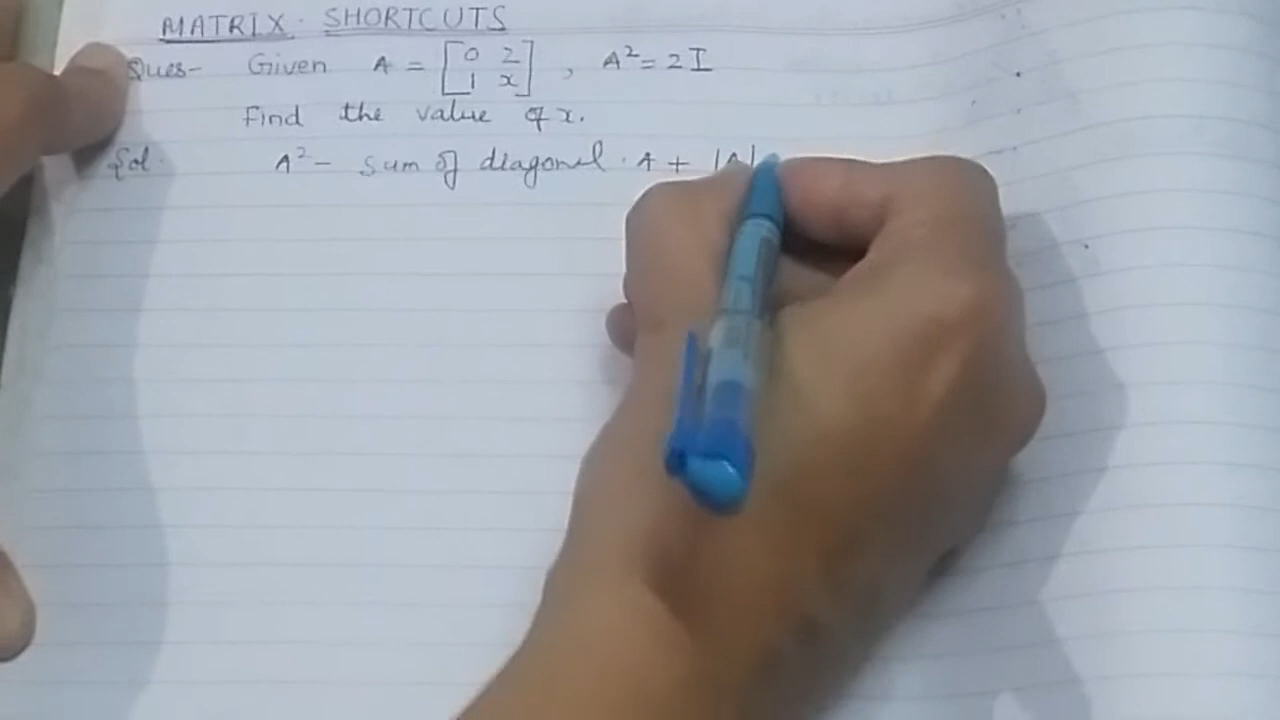 MATRIX. SHORTCUTS
Ques- Given A = [0 2; 1 x], A² = 2I
Find the value of x.
Sol. A² - sum of diagonal . A + |A|